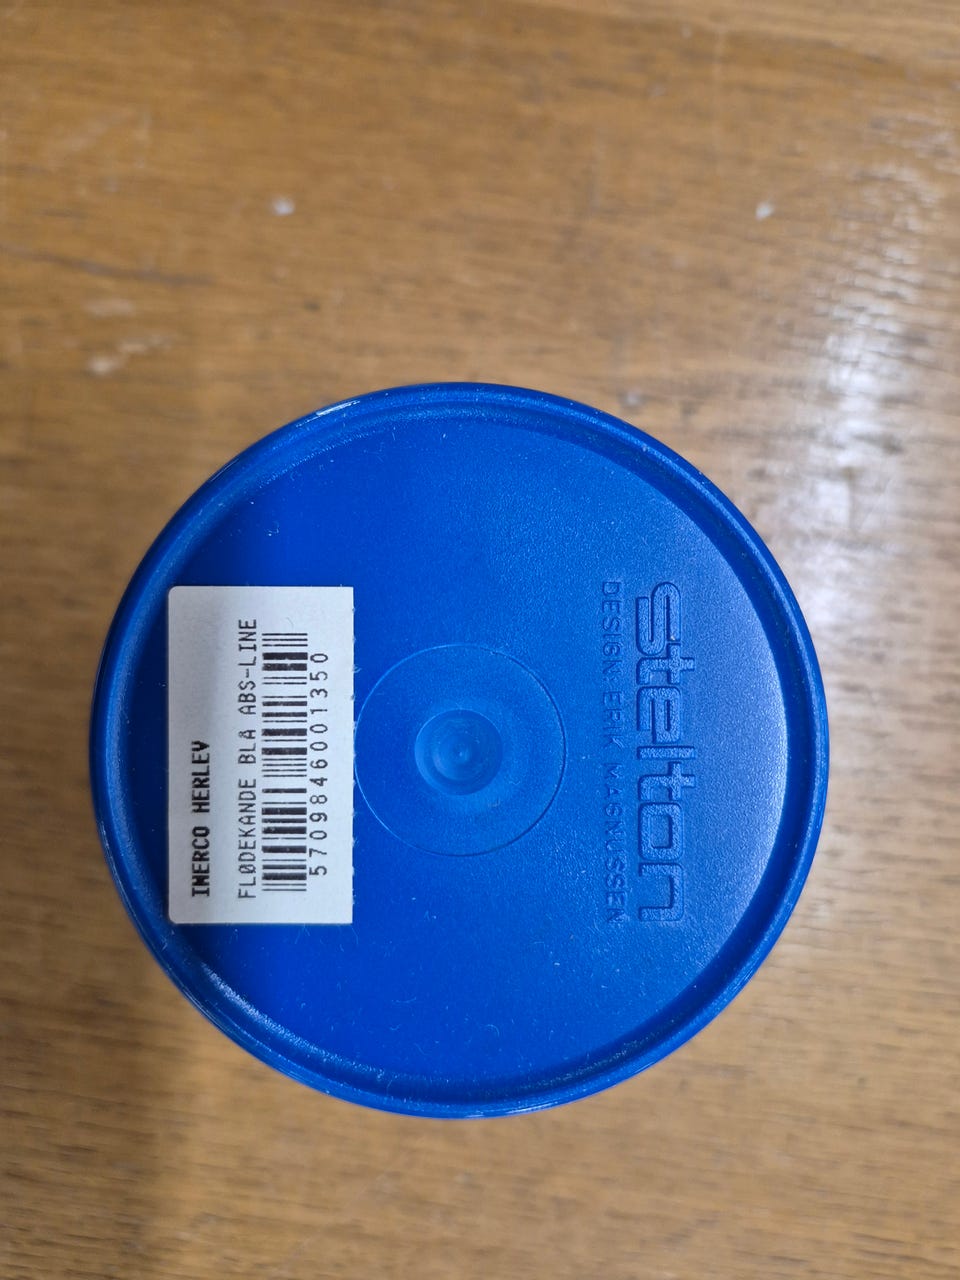 IMERCO HERLEV
FLØDEKANDE BLÅ ABS-LINE
5709846001350
stelton
DESIGN ERIK MAGNUSSEN